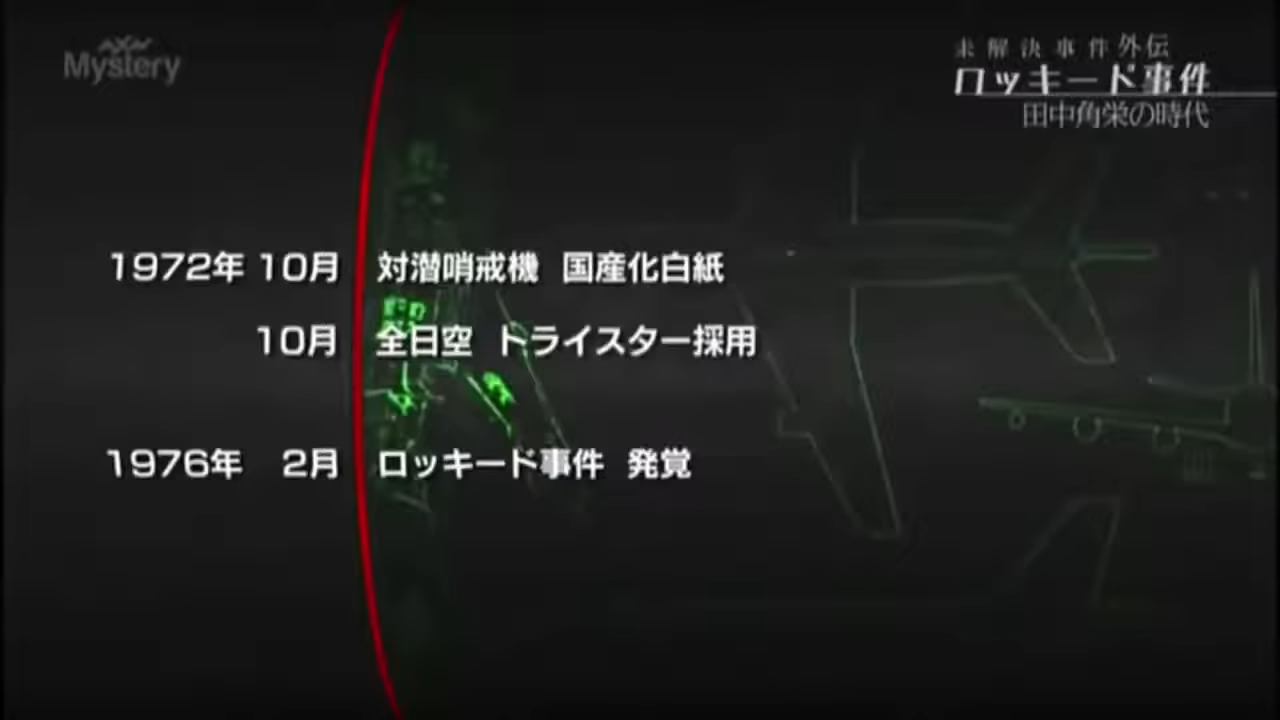 AXN
Mystery
未解決事件外伝
ロッキード事件
田中角栄の時代
1972年 10月 対潜哨戒機 国産化白紙
10月 全日空 トライスター採用
1976年 2月 ロッキード事件 発覚